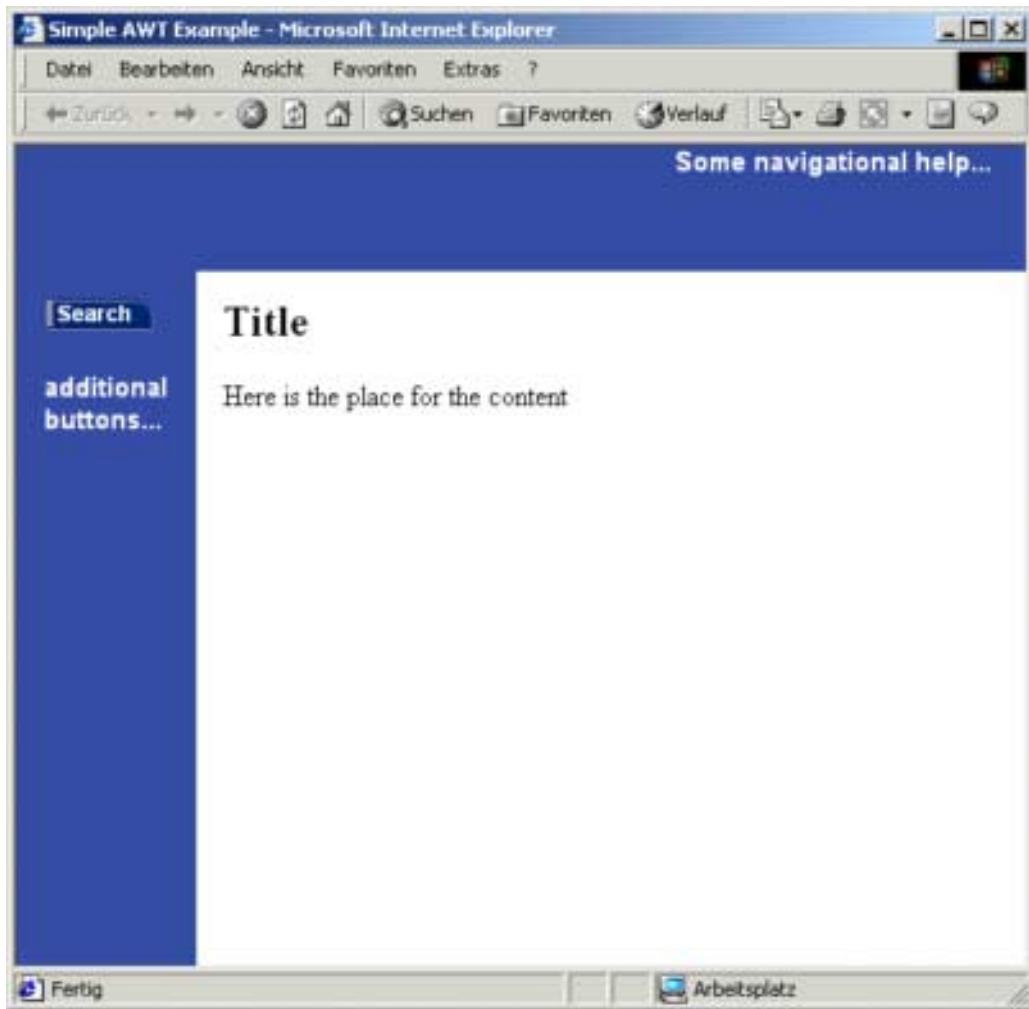 Simple AWT Example - Microsoft Internet Explorer
Datei Bearbeiten Ansicht Favoriten Extras ?
Zurück Suchen Favoriten Verlauf
Some navigational help...
Search
additional
buttons...
Title
Here is the place for the content
Fertig Arbeitsplatz